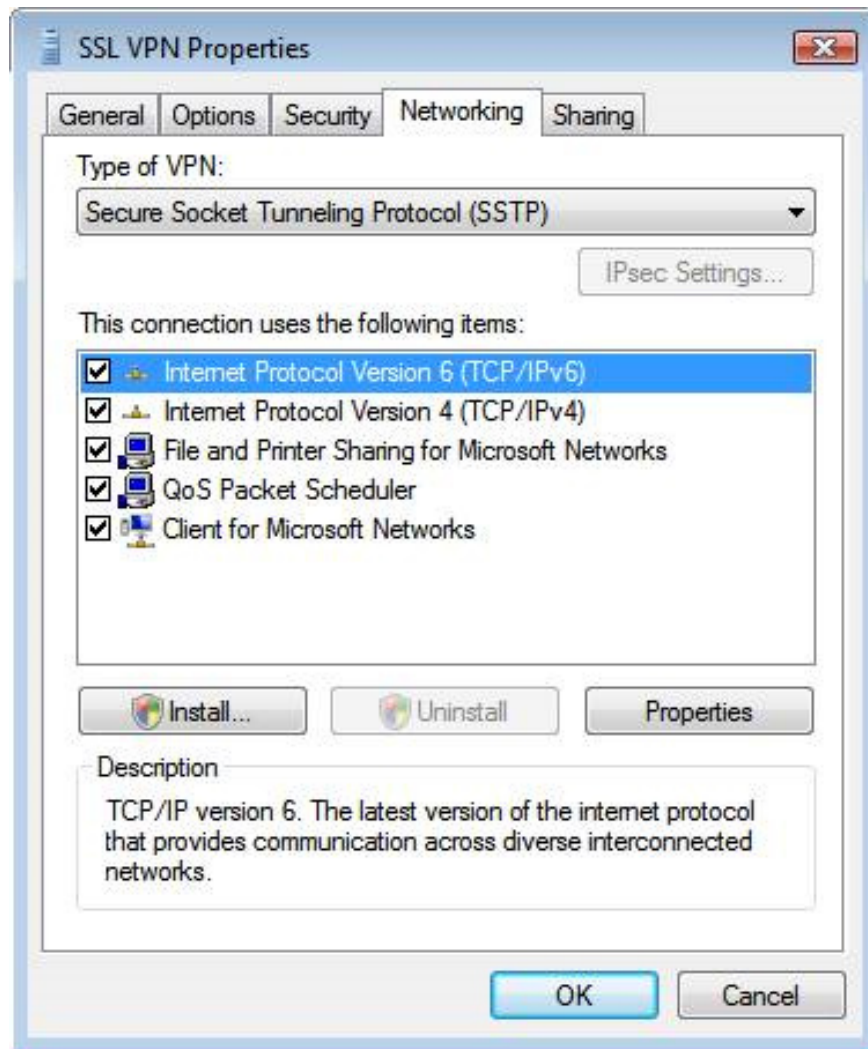 SSL VPN Properties
General Options Security Networking Sharing
Type of VPN:
Secure Socket Tunneling Protocol (SSTP)
IPsec Settings...
This connection uses the following items:
Internet Protocol Version 6 (TCP/IPv6)
Internet Protocol Version 4 (TCP/IPv4)
File and Printer Sharing for Microsoft Networks
QoS Packet Scheduler
Client for Microsoft Networks
Install... Uninstall Properties
Description
TCP/IP version 6. The latest version of the internet protocol
that provides communication across diverse interconnected
networks.
OK Cancel